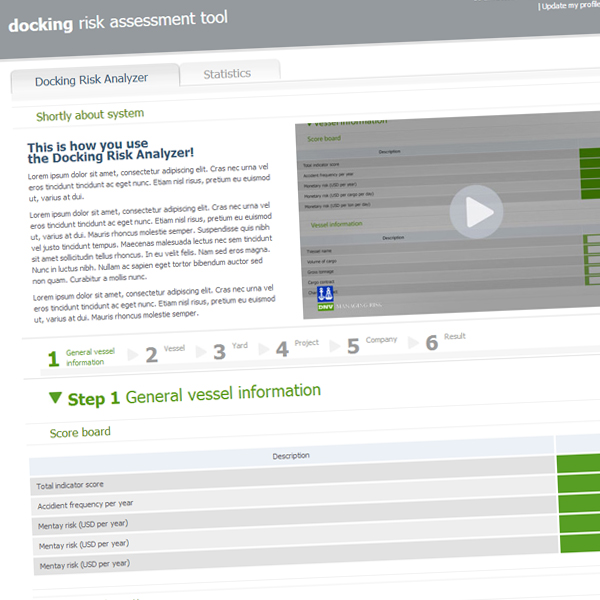 docking risk assessment tool
| Update my profile
Docking Risk Analyzer
Statistics
Shortly about system
This is how you use
the Docking Risk Analyzer!
Lorem ipsum dolor sit amet, consectetur adipiscing elit. Cras nec urna vel
eros tincidunt tincidunt ac eget nunc. Etiam nisl risus, pretium eu euismod
ut, varius at dui.
Lorem ipsum dolor sit amet, consectetur adipiscing elit. Cras nec urna vel
eros tincidunt tincidunt ac eget nunc. Etiam nisl risus, pretium eu euismod
ut, varius at dui. Mauris rhoncus molestie semper. Suspendisse quis nibh
vel justo tincidunt tempus. Maecenas malesuada lectus nec sem tincidunt
sit amet sollicitudin tellus rhoncus. In eu velit felis. Nam sed eros magna.
Nunc in luctus nibh. Nullam ac sapien eget tortor bibendum auctor sed
non quam. Curabitur a mollis nunc.
Lorem ipsum dolor sit amet, consectetur adipiscing elit. Cras nec urna vel
eros tincidunt tincidunt ac eget nunc. Etiam nisl risus, pretium eu euismod
ut, varius at dui. Mauris rhoncus molestie semper.
Vessel information
Score board
Description
Total indicator score
Accident frequency per year
Monetary risk (USD per year)
Monetary risk (USD per cargo per day)
Monetary risk (USD per ton per day)
Vessel information
Description
Vessel name
Volume of cargo
Gross tonnage
Cargo contract
DNV MANAGING RISK
1 General vessel
information
2 Vessel
3 Yard
4 Project
5 Company
6 Result
Step 1 General vessel information
Score board
Description
Total indicator score
Accidient frequency per year
Mentay risk (USD per year)
Mentay risk (USD per year)
Mentay risk (USD per year)